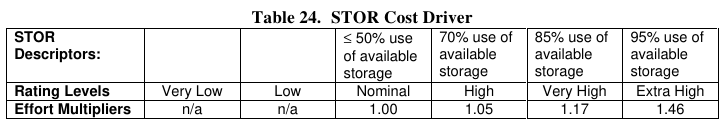 Table 24. STOR Cost Driver
STOR Descriptors: ≤ 50% use of available storage 70% use of available storage 85% use of available storage 95% use of available storage
Rating Levels Very Low Low Nominal High Very High Extra High
Effort Multipliers n/a n/a 1.00 1.05 1.17 1.46